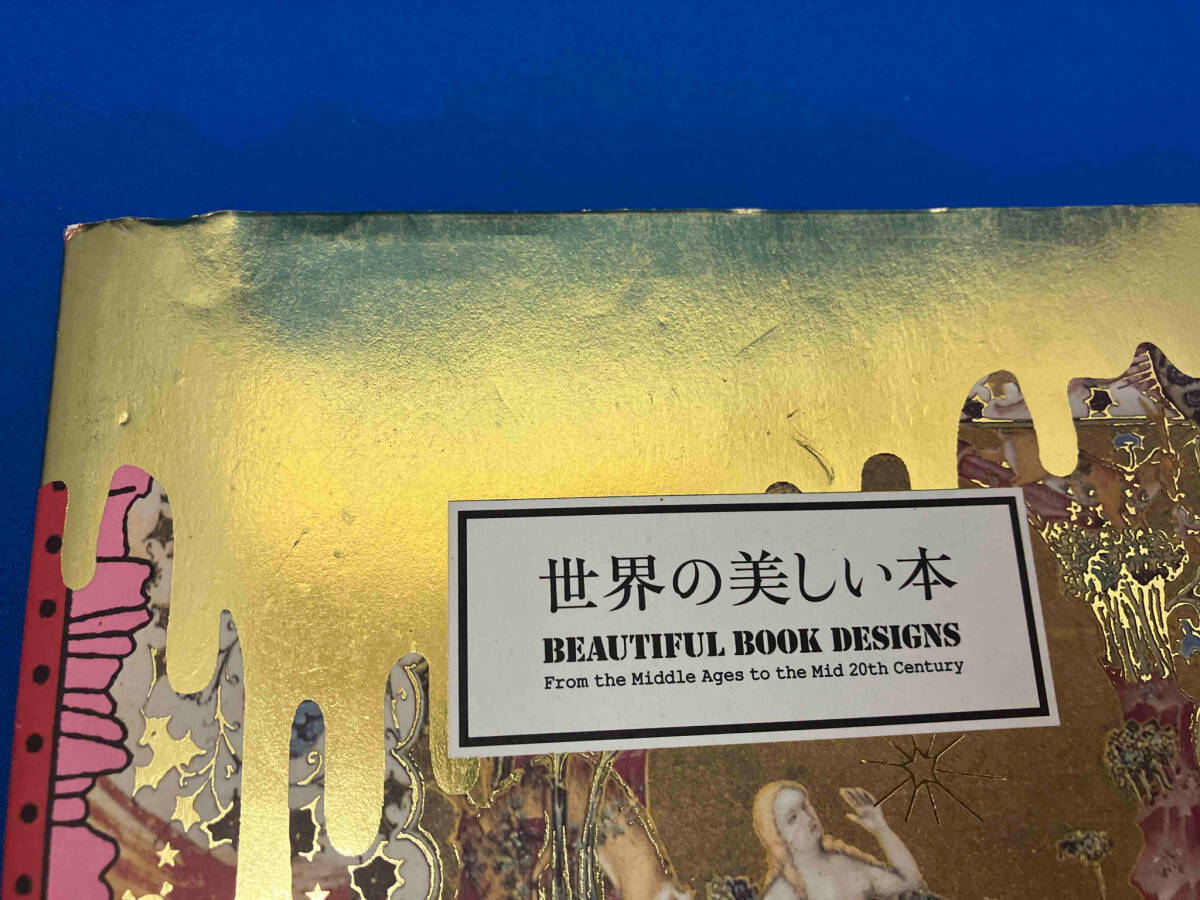 世界の美しい本
BEAUTIFUL BOOK DESIGNS
From the Middle Ages to the Mid 20th Century